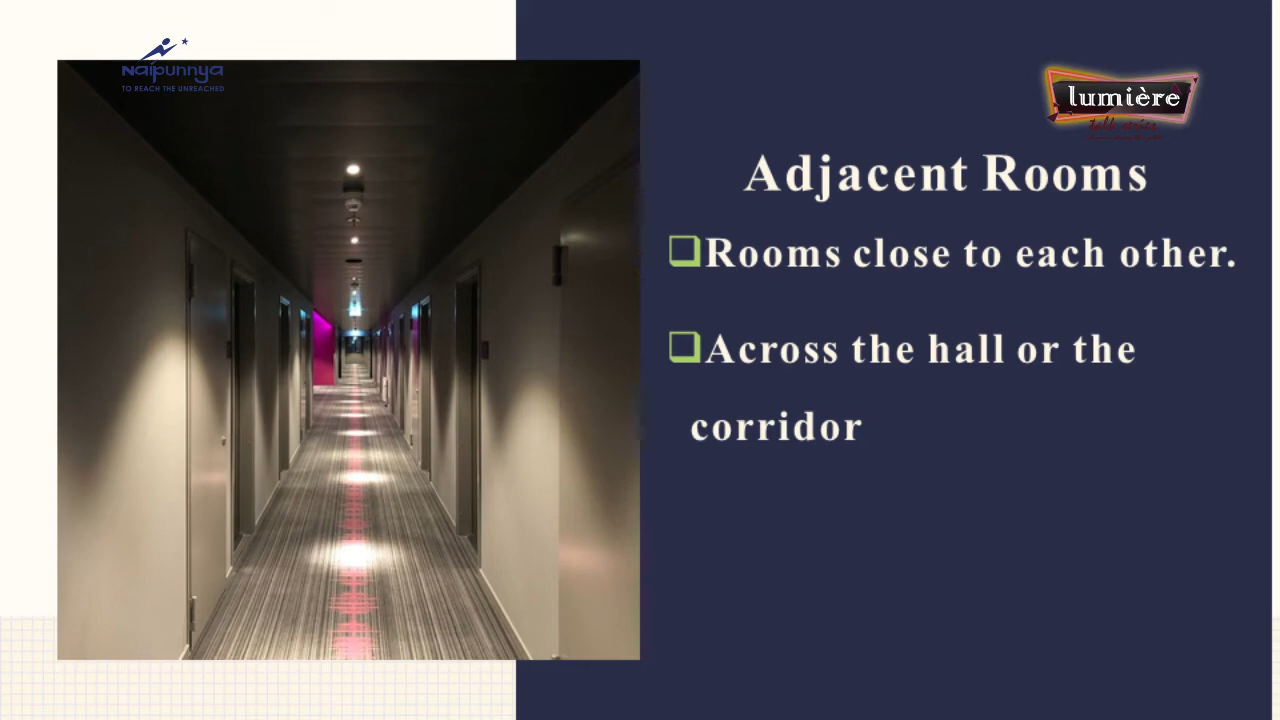 Naipunnya
TO REACH THE UNREACHED
lumière
Adjacent Rooms
Rooms close to each other.
Across the hall or the
corridor